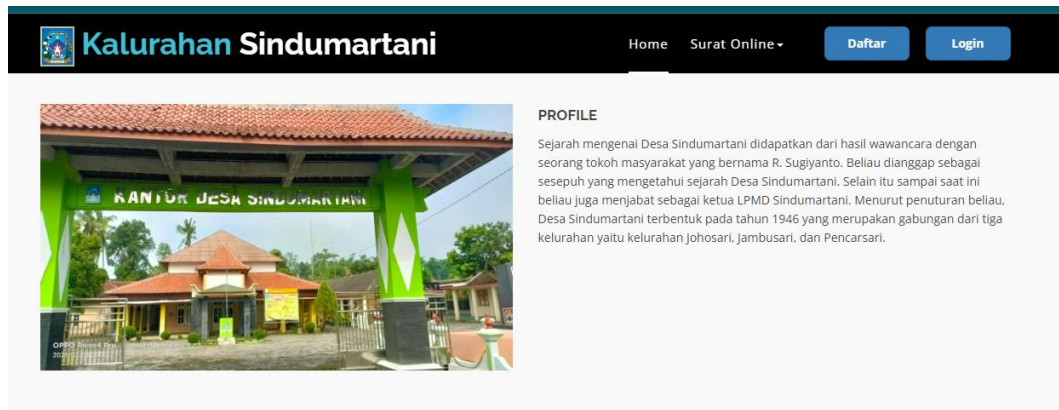 Kalurahan Sindumartani
Home Surat Online Daftar Login
KANTOR DESA SINDUMARTANI
OPPO Reno4 Pro
PROFILE
Sejarah mengenai Desa Sindumartani didapatkan dari hasil wawancara dengan
seorang tokoh masyarakat yang bernama R. Sugiyanto. Beliau dianggap sebagai
sesepuh yang mengetahui sejarah Desa Sindumartani. Selain itu sampai saat ini
beliau juga menjabat sebagai ketua LPMD Sindumartani. Menurut penuturan beliau,
Desa Sindumartani terbentuk pada tahun 1946 yang merupakan gabungan dari tiga
kelurahan yaitu kelurahan Johosari, Jambusari, dan Pencarsari.